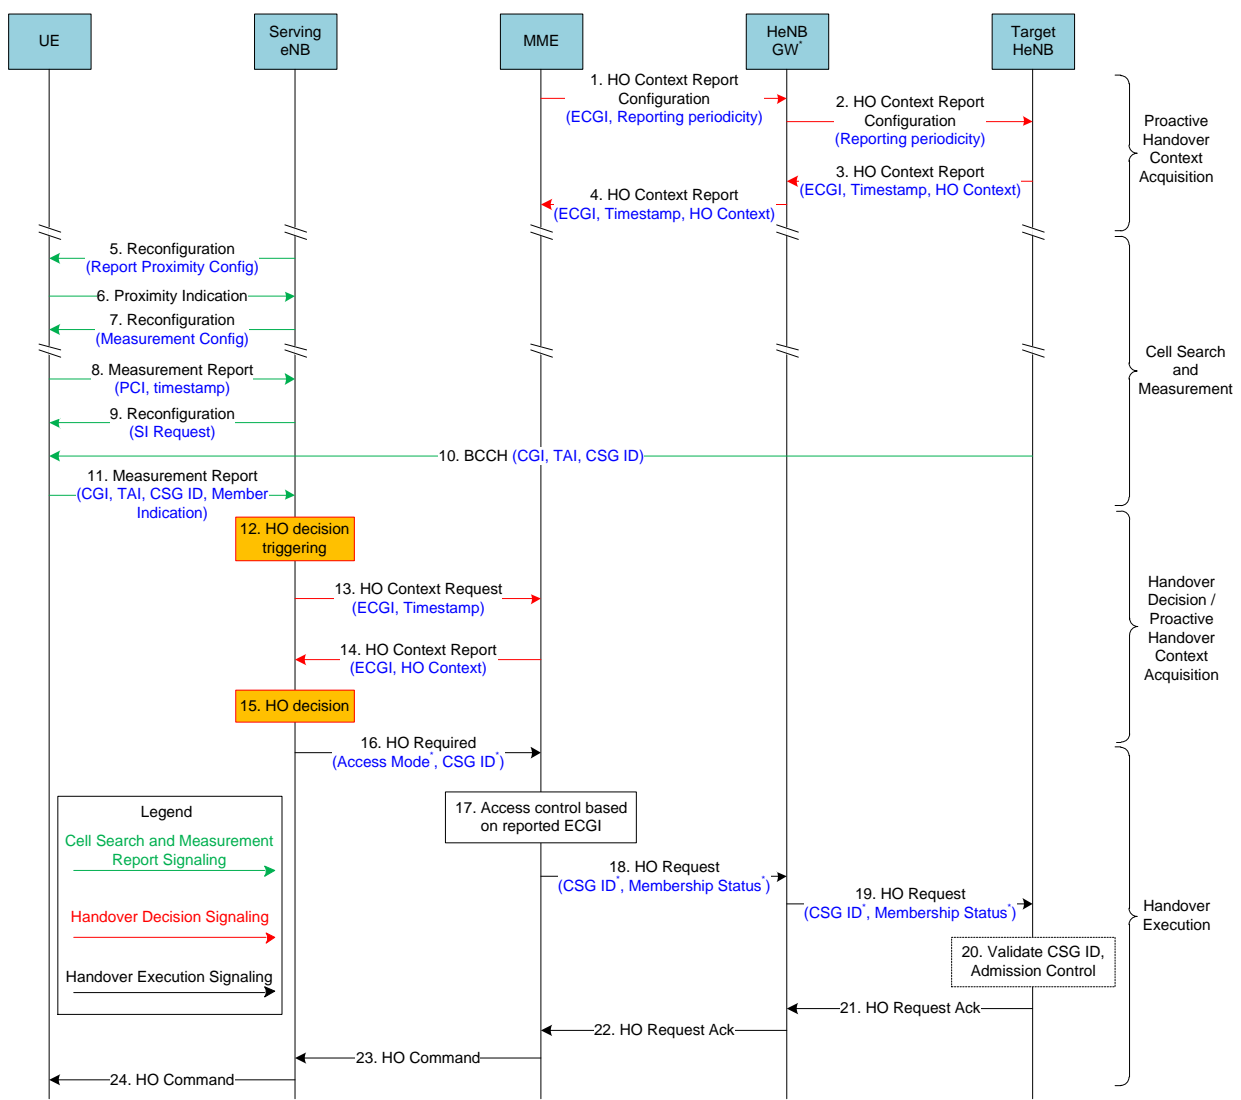 UE
Serving
eNB
MME
HeNB
GW*
Target
HeNB
1. HO Context Report
Configuration
(ECGI, Reporting periodicity)
2. HO Context Report
Configuration
(Reporting periodicity)
3. HO Context Report
(ECGI, Timestamp, HO Context)
4. HO Context Report
(ECGI, Timestamp, HO Context)
Proactive
Handover
Context
Acquisition
5. Reconfiguration
(Report Proximity Config)
6. Proximity Indication
7. Reconfiguration
(Measurement Config)
8. Measurement Report
(PCI, timestamp)
9. Reconfiguration
(SI Request)
10. BCCH (CGI, TAI, CSG ID)
11. Measurement Report
(CGI, TAI, CSG ID, Member
Indication)
Cell Search
and
Measurement
12. HO decision
triggering
13. HO Context Request
(ECGI, Timestamp)
14. HO Context Report
(ECGI, HO Context)
15. HO decision
Handover
Decision /
Proactive
Handover
Context
Acquisition
16. HO Required
(Access Mode*, CSG ID*)
17. Access control based
on reported ECGI
18. HO Request
(CSG ID*, Membership Status*)
19. HO Request
(CSG ID*, Membership Status*)
20. Validate CSG ID,
Admission Control
21. HO Request Ack
22. HO Request Ack
23. HO Command
24. HO Command
Handover
Execution
Legend
Cell Search and Measurement
Report Signaling
Handover Decision Signaling
Handover Execution Signaling